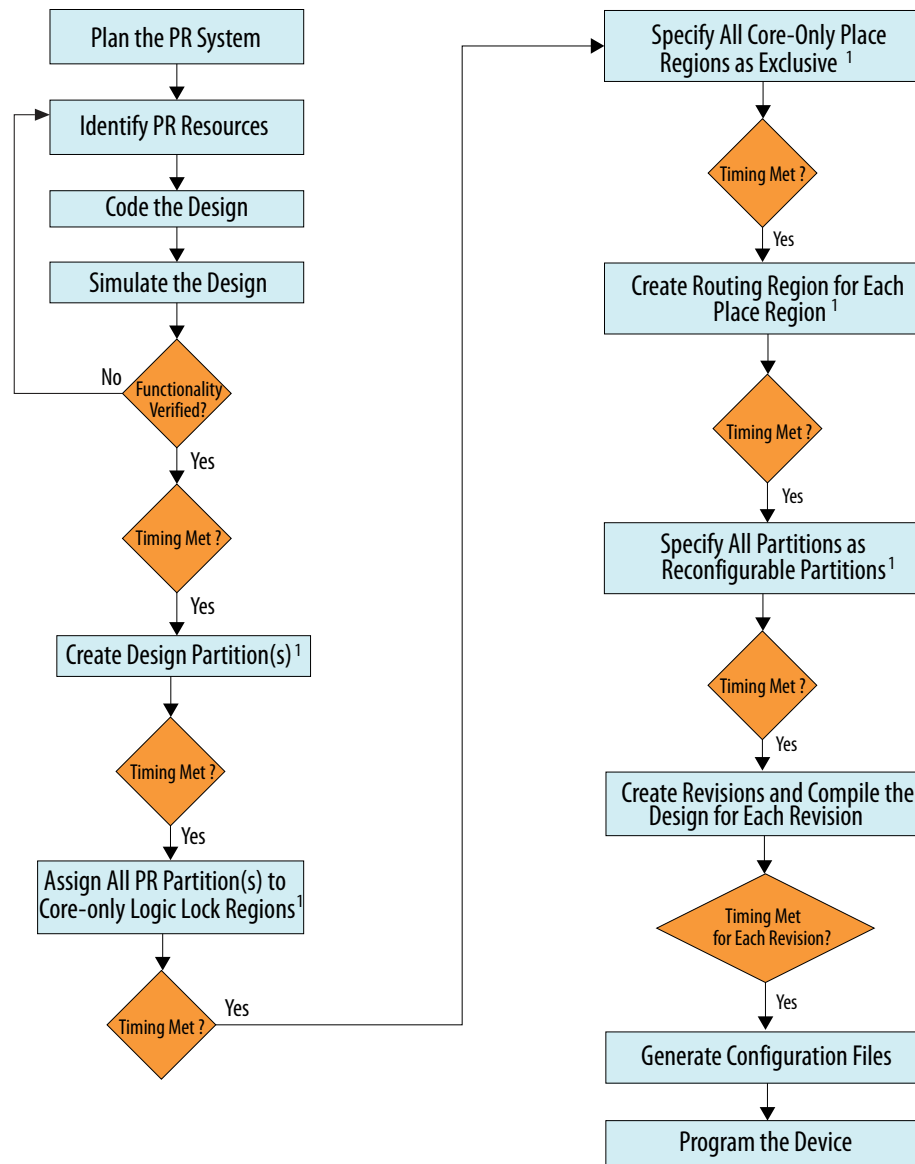 Plan the PR System
Identify PR Resources
Code the Design
Simulate the Design
No
Functionality
Verified?
Yes
Timing Met ?
Yes
Create Design Partition(s) 1
Timing Met ?
Yes
Assign All PR Partition(s) to
Core-only Logic Lock Regions 1
Timing Met ?
Yes
Specify All Core-Only Place
Regions as Exclusive 1
Timing Met ?
Yes
Create Routing Region for Each
Place Region 1
Timing Met ?
Yes
Specify All Partitions as
Reconfigurable Partitions 1
Timing Met ?
Yes
Create Revisions and Compile the
Design for Each Revision
Timing Met
for Each Revision?
Yes
Generate Configuration Files
Program the Device